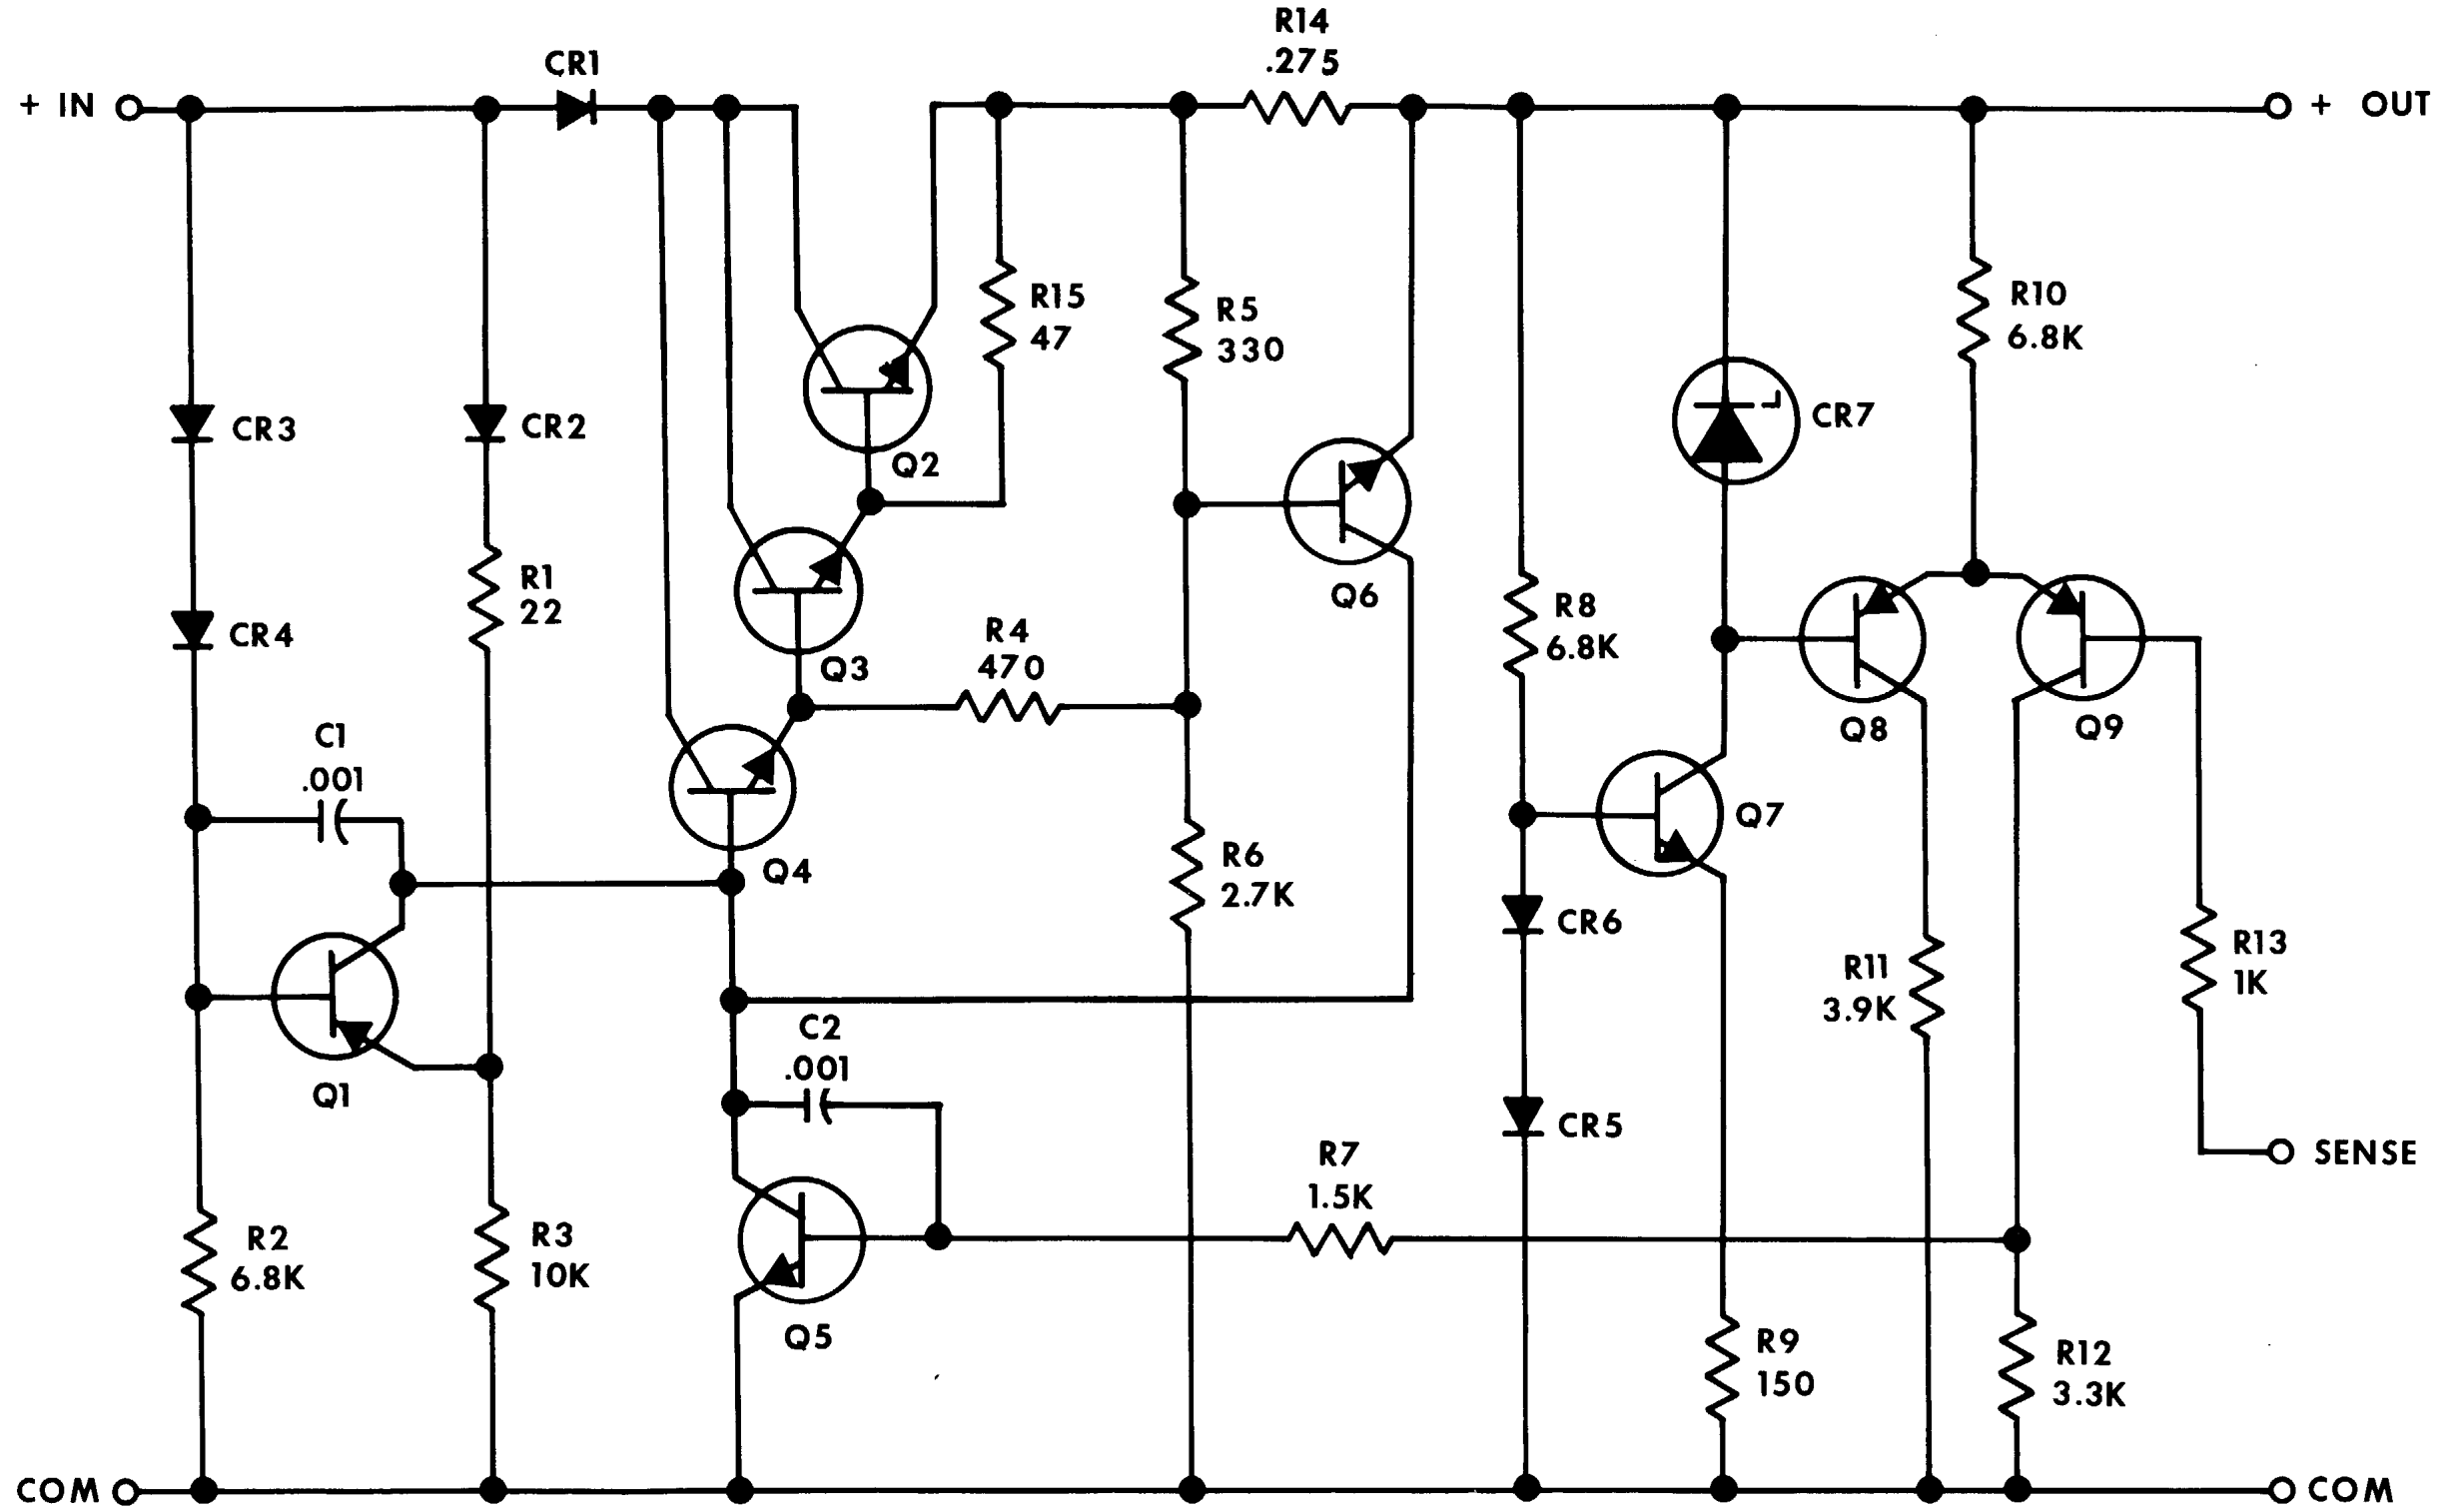 R14
.275
CR1
+ IN
+ OUT
R15
47
R5
330
R10
6.8K
CR3
CR2
CR7
Q2
R1
22
Q6
R8
6.8K
CR4
R4
470
Q3
Q8
Q9
C1
.001
Q7
Q4
R6
2.7K
CR6
R13
1K
R11
3.9K
C2
.001
Q1
CR5
SENSE
R7
1.5K
R2
6.8K
R3
10K
Q5
R9
150
R12
3.3K
COM
COM